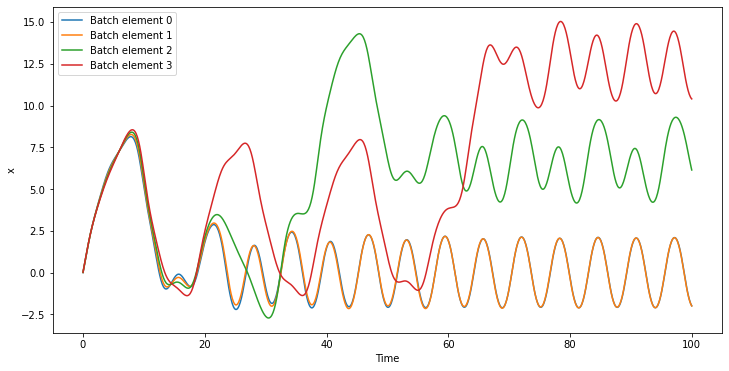 Batch element 0
Batch element 1
Batch element 2
Batch element 3
15.0
12.5
10.0
7.5
5.0
2.5
0.0
−2.5
x
0
20
40
60
80
100
Time